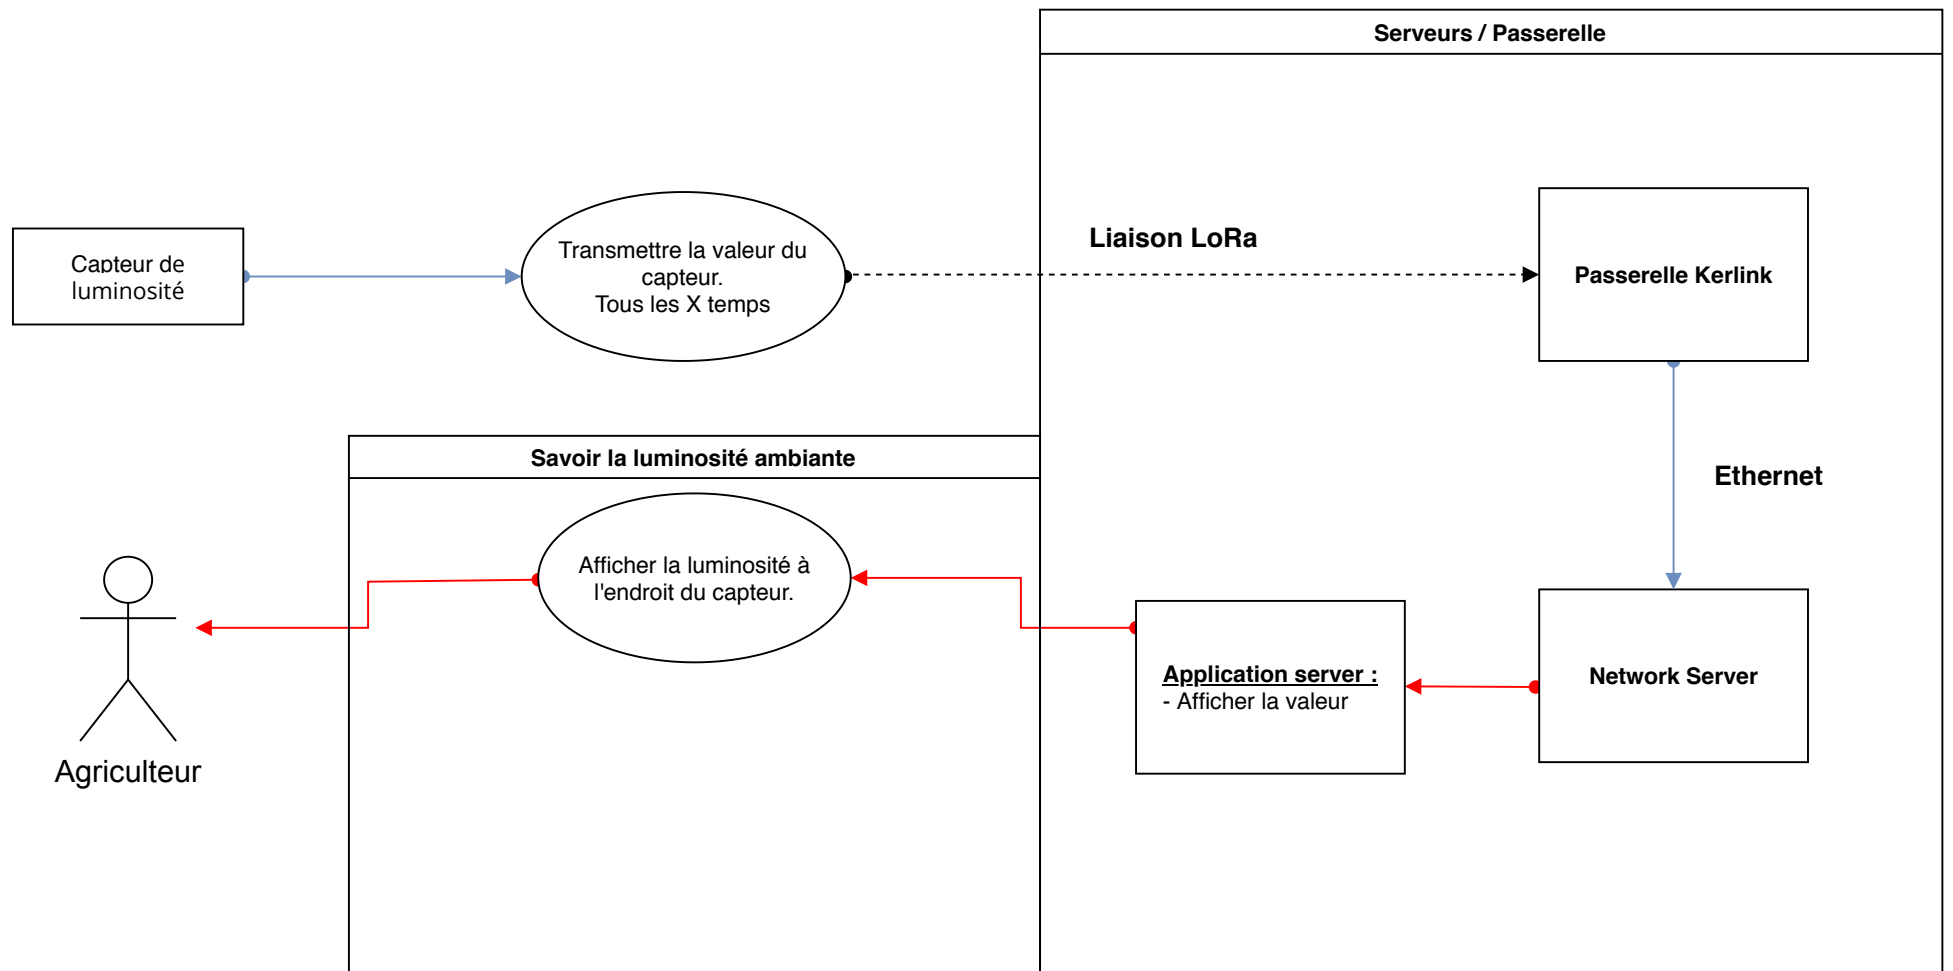 Serveurs / Passerelle
Capteur de
luminosité
Transmettre la valeur du
capteur.
Tous les X temps
Liaison LoRa
Passerelle Kerlink
Ethernet
Savoir la luminosité ambiante
Afficher la luminosité à
l'endroit du capteur.
Agriculteur
Application server :
- Afficher la valeur
Network Server